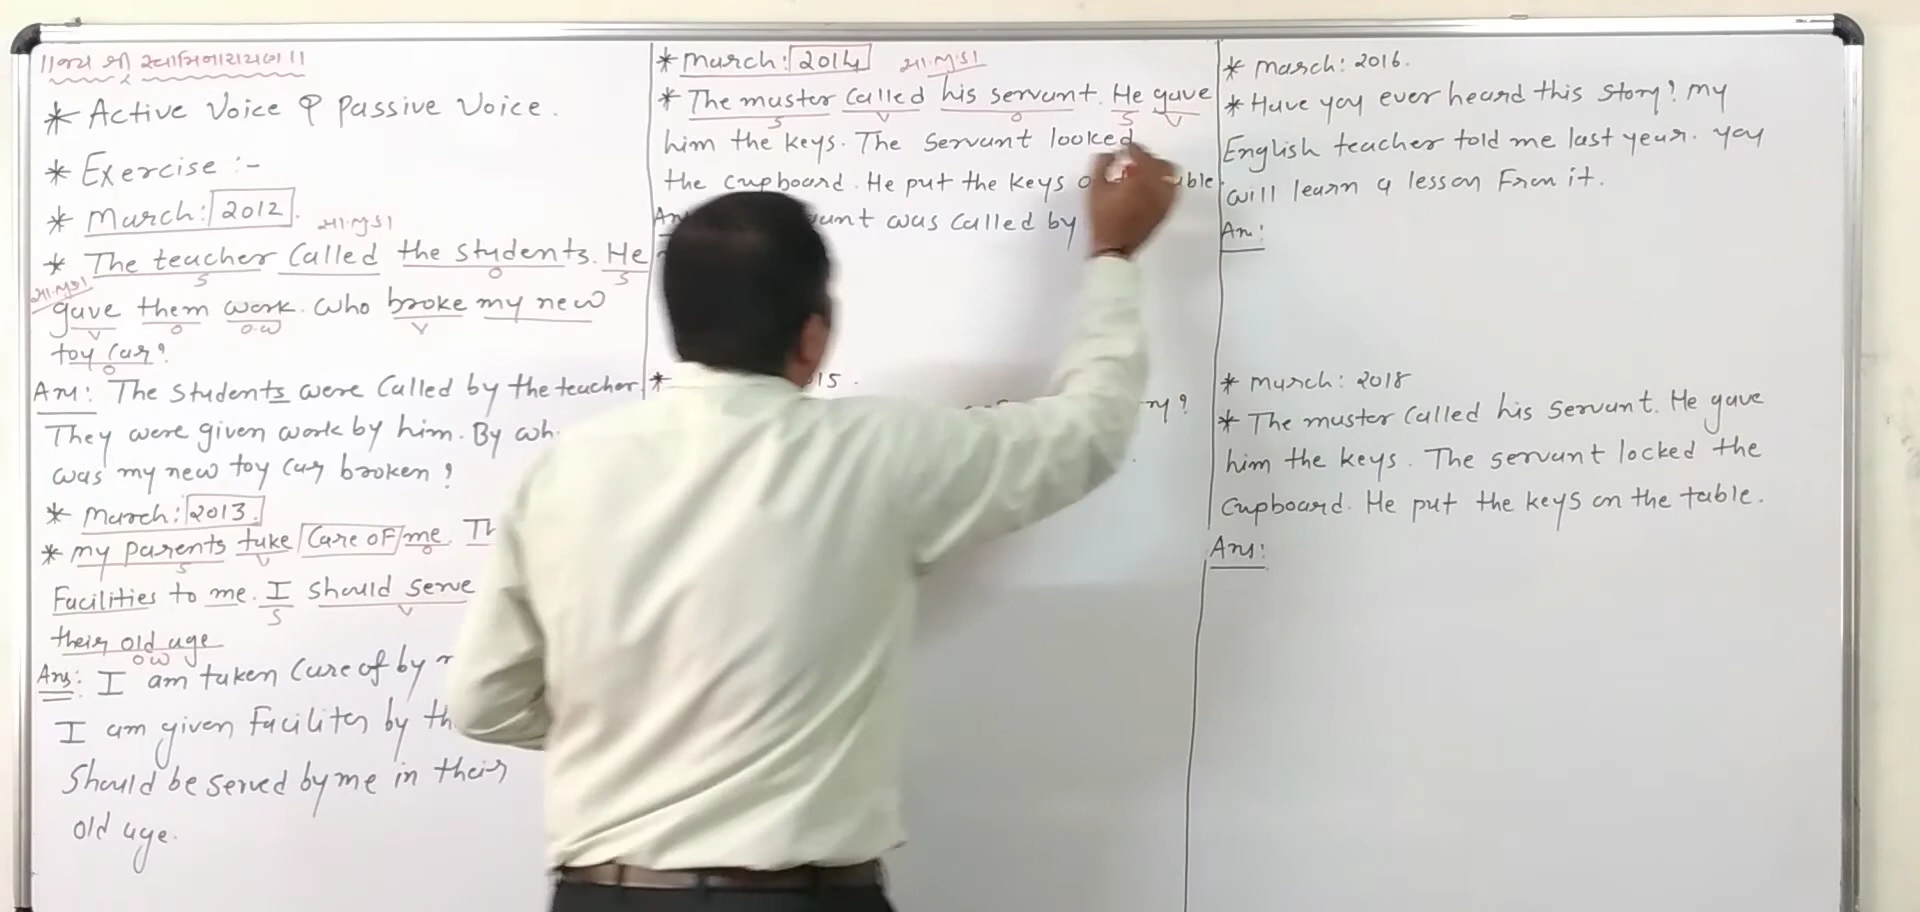 ।।જય શ્રી સ્વામિનારાયણ।।
* Active Voice & Passive Voice.
* Exercise :-
* March: 2012.
સા.ભૂ.કા
* The teacher Called the students. He
S O S
સા.ભૂ.કા
gave them work. who broke my new
V O O.W V
toy Car?
O
Ans: The Students were Called by the teacher.
They were given work by him. By wh
was my new toy Car broken?
* March: 2013.
* my parents take Care of me. Th
S V O
Facilities to me. I should serve
S V
their old age
O W
Ans: I am taken Care of by
I am given Facilites by th
Should be served by me in their
old age.
* March: 2014 સા.ભૂ.કા
* The master Called his servant. He gave
S V O S V
him the keys. The Servant looked
the cupboard. He put the keys
was Called by
15.
* March: 2016.
* Have you ever heard this Story? my
English teacher told me last year. you
will learn a lesson From it.
Ans:
* March: 2018
* The master Called his Servant. He gave
him the keys. The servant locked the
Cupboard. He put the keys on the table.
Ans: